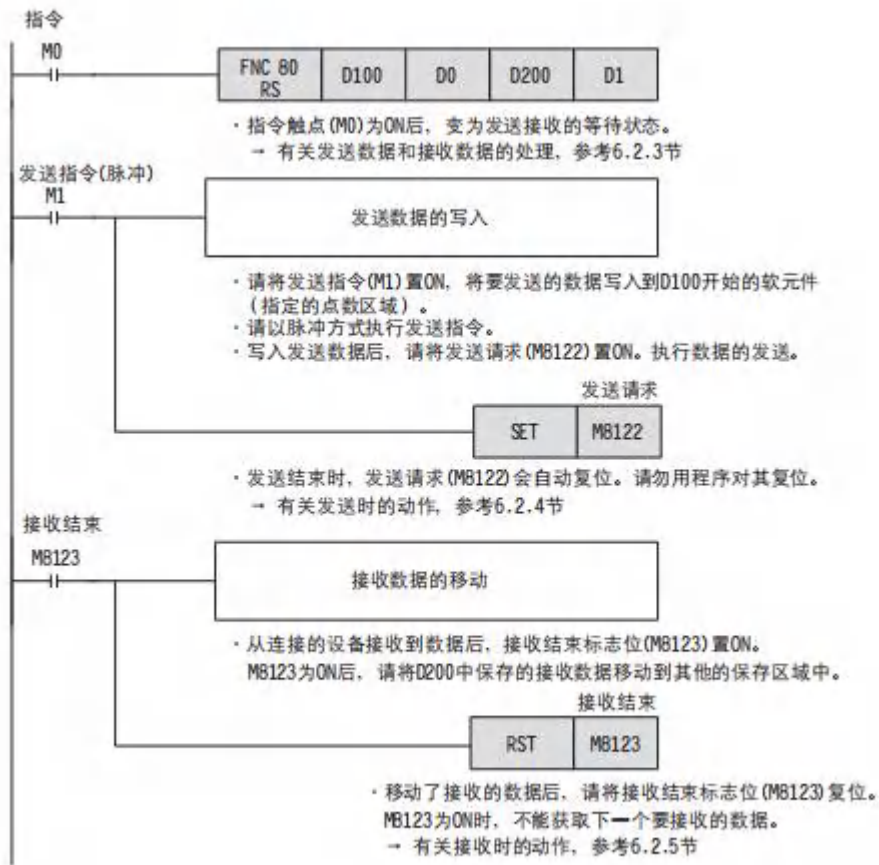 指令
M0
FNC 80
RS
D100
D0
D200
D1
·指令触点(M0)为ON后，变为发送接收的等待状态。
→ 有关发送数据和接收数据的处理，参考6.2.3节
发送指令(脉冲)
M1
发送数据的写入
·请将发送指令(M1)置ON，将要发送的数据写入到D100开始的软元件
(指定的点数区域)。
·请以脉冲方式执行发送指令。
·写入发送数据后，请将发送请求(M8122)置ON。执行数据的发送。
发送请求
SET
M8122
·发送结束时，发送请求(M8122)会自动复位。请勿用程序对其复位。
→ 有关发送时的动作，参考6.2.4节
接收结束
M8123
接收数据的移动
·从连接的设备接收到数据后，接收结束标志位(M8123)置ON。
M8123为ON后，请将D200中保存的接收数据移动到其他的保存区域中。
接收结束
RST
M8123
·移动了接收的数据后，请将接收结束标志位(M8123)复位。
M8123为ON时，不能获取下一个要接收的数据。
→ 有关接收时的动作，参考6.2.5节